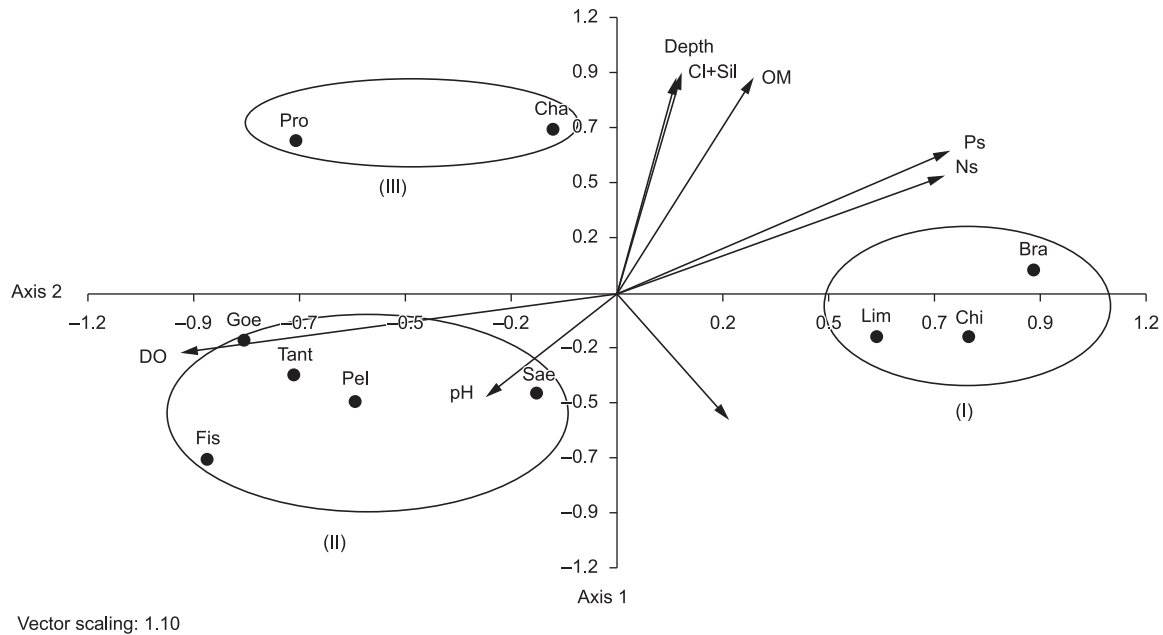 1.2
Depth
0.9
Cl+Sil
OM
Pro
Cha
0.7
Ps
(III)
0.5
Ns
0.2
Bra
Axis 2
–1.2
–0.9
–0.7
–0.5
–0.2
0.2
0.5
0.7
0.9
1.2
Goe
Lim
Chi
DO
–0.2
Tant
Pel
Sae
pH
–0.5
(I)
Fis
–0.7
–0.9
(II)
–1.2
Axis 1
Vector scaling: 1.10